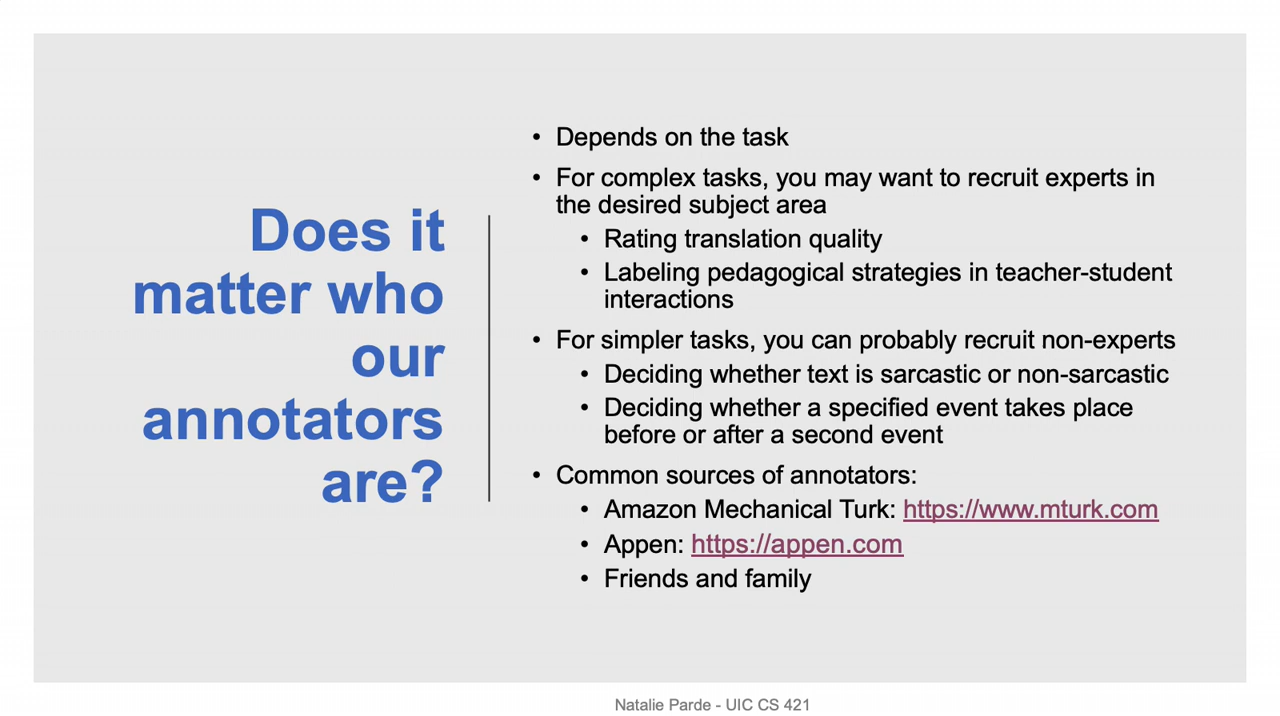 Does it
matter who
our
annotators
are?
• Depends on the task
• For complex tasks, you may want to recruit experts in
the desired subject area
• Rating translation quality
• Labeling pedagogical strategies in teacher-student
interactions
• For simpler tasks, you can probably recruit non-experts
• Deciding whether text is sarcastic or non-sarcastic
• Deciding whether a specified event takes place
before or after a second event
• Common sources of annotators:
• Amazon Mechanical Turk: https://www.mturk.com
• Appen: https://appen.com
• Friends and family
Natalie Parde - UIC CS 421